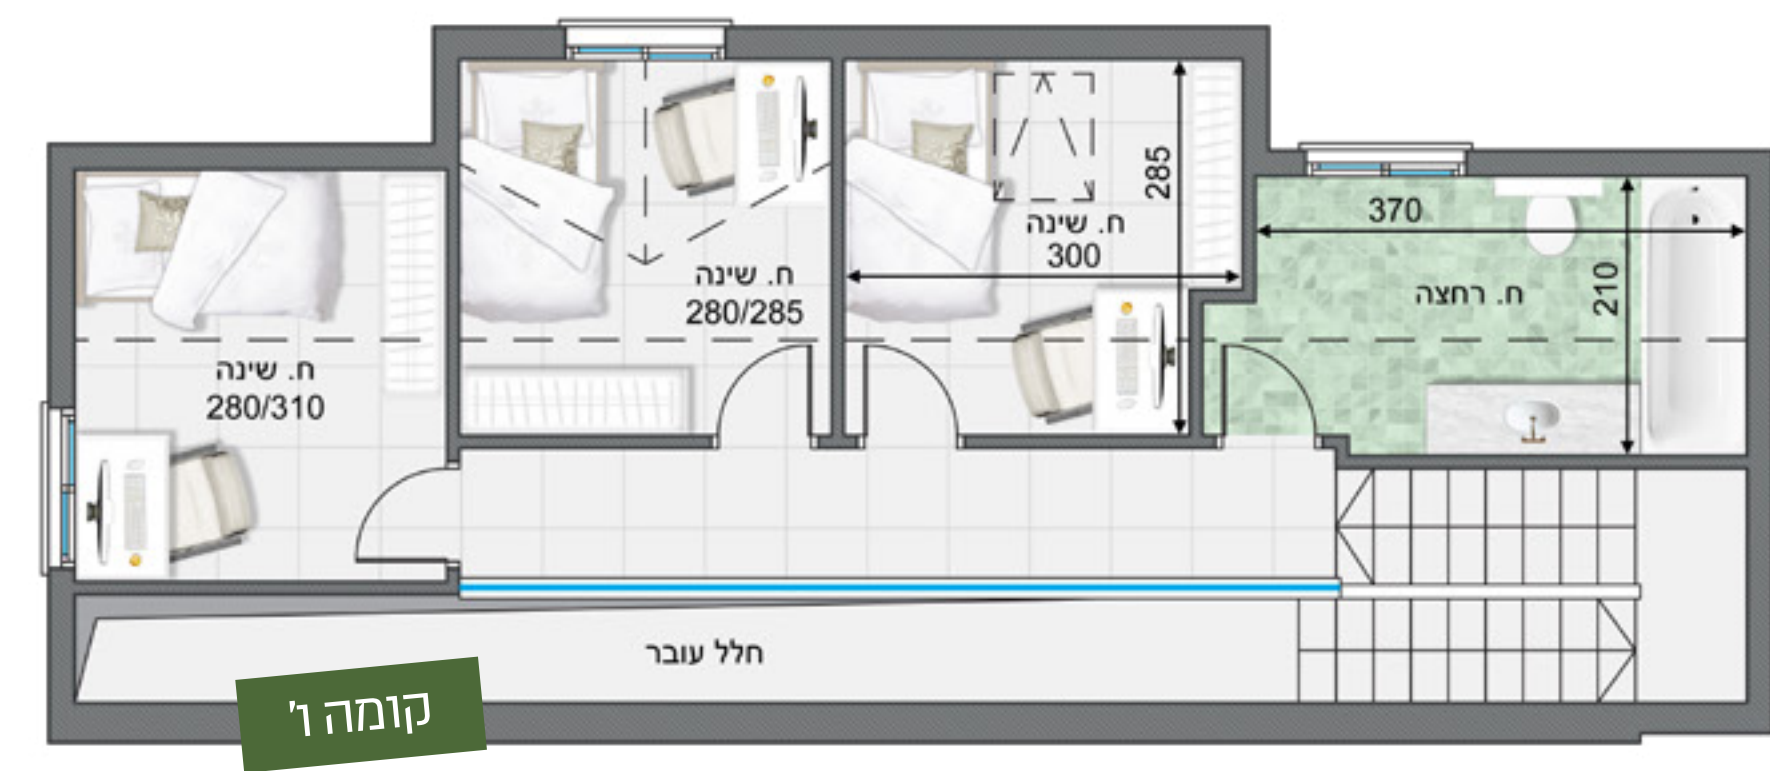 ח. שינה
280/310
ח. שינה
280/285
ח. שינה
300
285
370
210
ח. רחצה
חלל עובר
קומה ו'